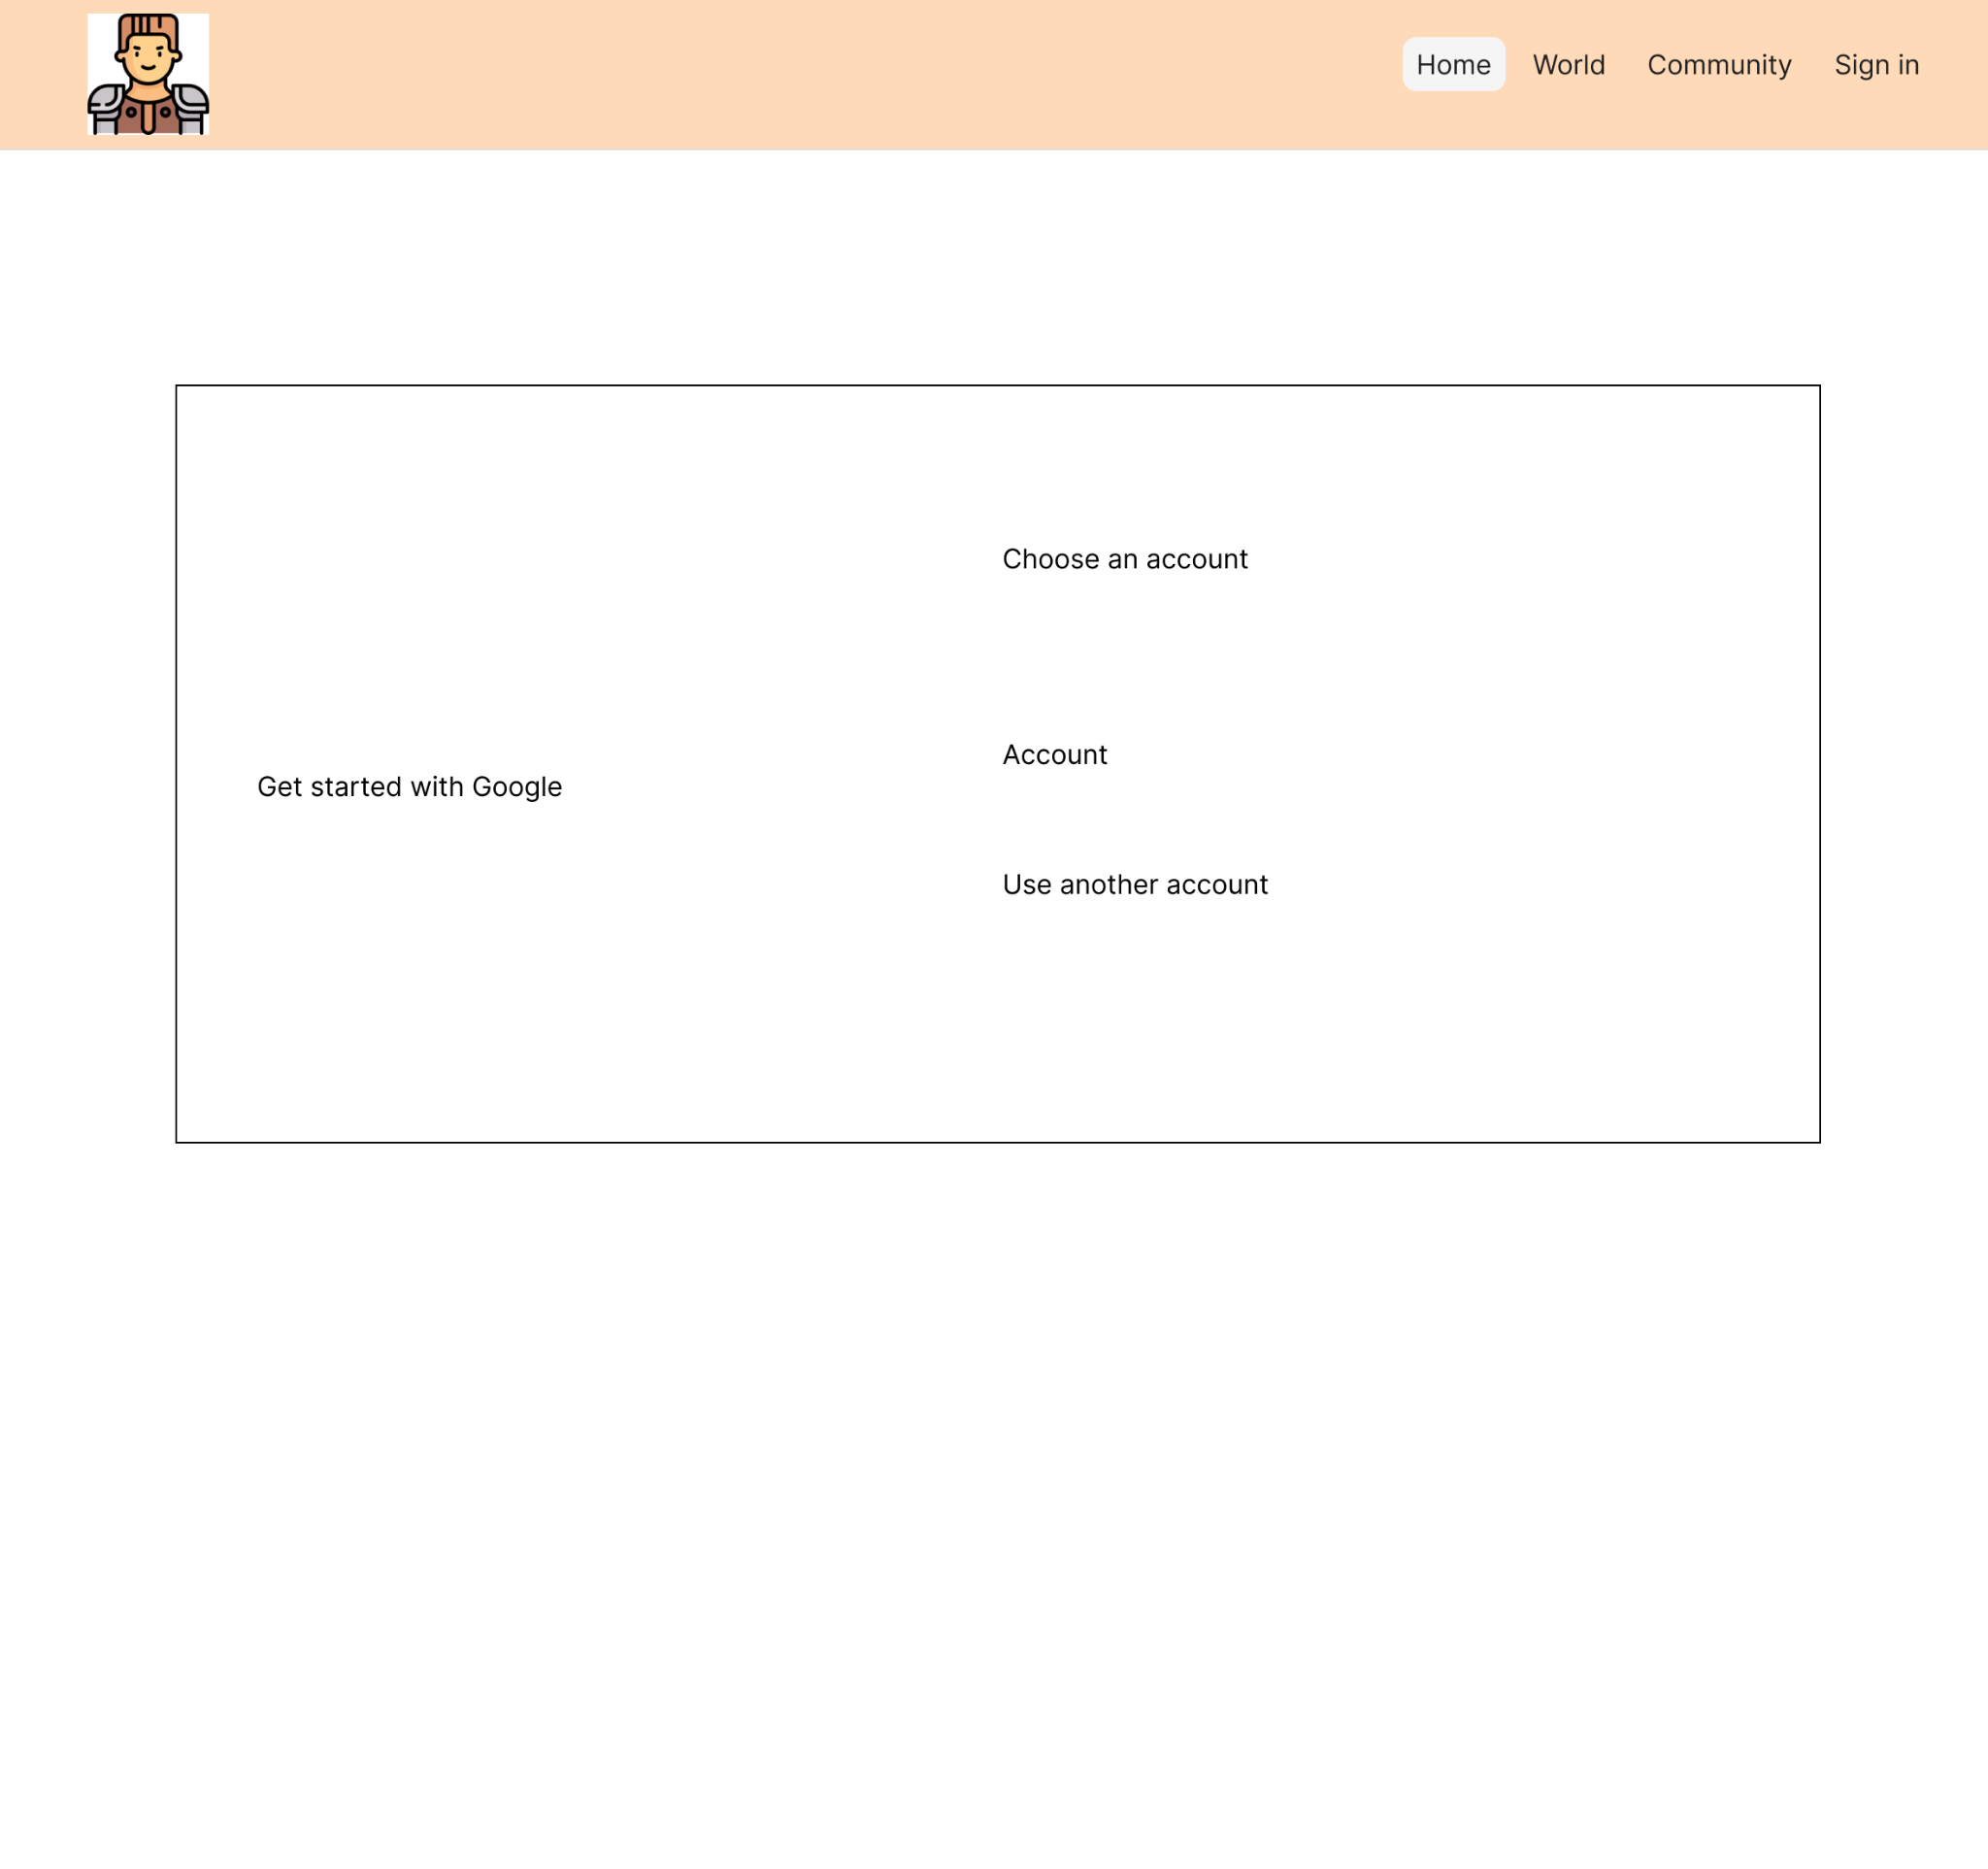 Home
World
Community
Sign in
Choose an account
Account
Get started with Google
Use another account